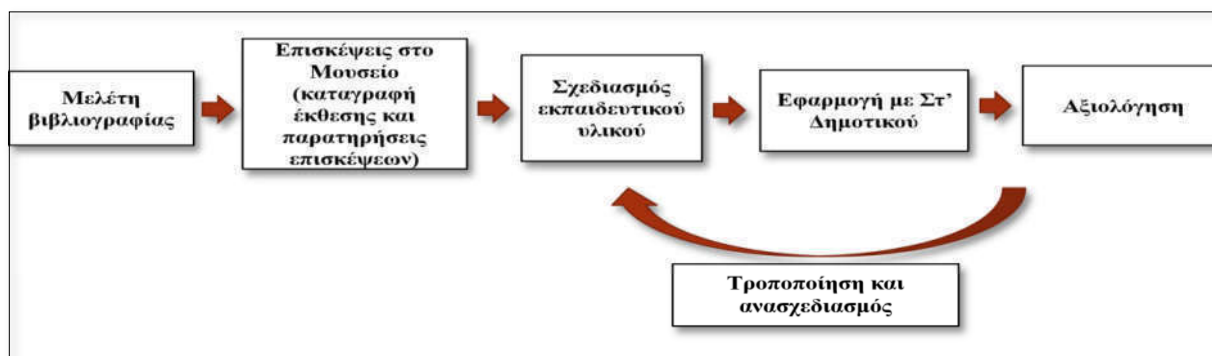 Μελέτη
βιβλιογραφίας
Επισκέψεις στο
Μουσείο
(καταγραφή
έκθεσης και
παρατηρήσεις
επισκέψεων)
Σχεδιασμός
εκπαιδευτικού
υλικού
Εφαρμογή με Στ’
Δημοτικού
Αξιολόγηση
Τροποποίηση και
ανασχεδιασμός